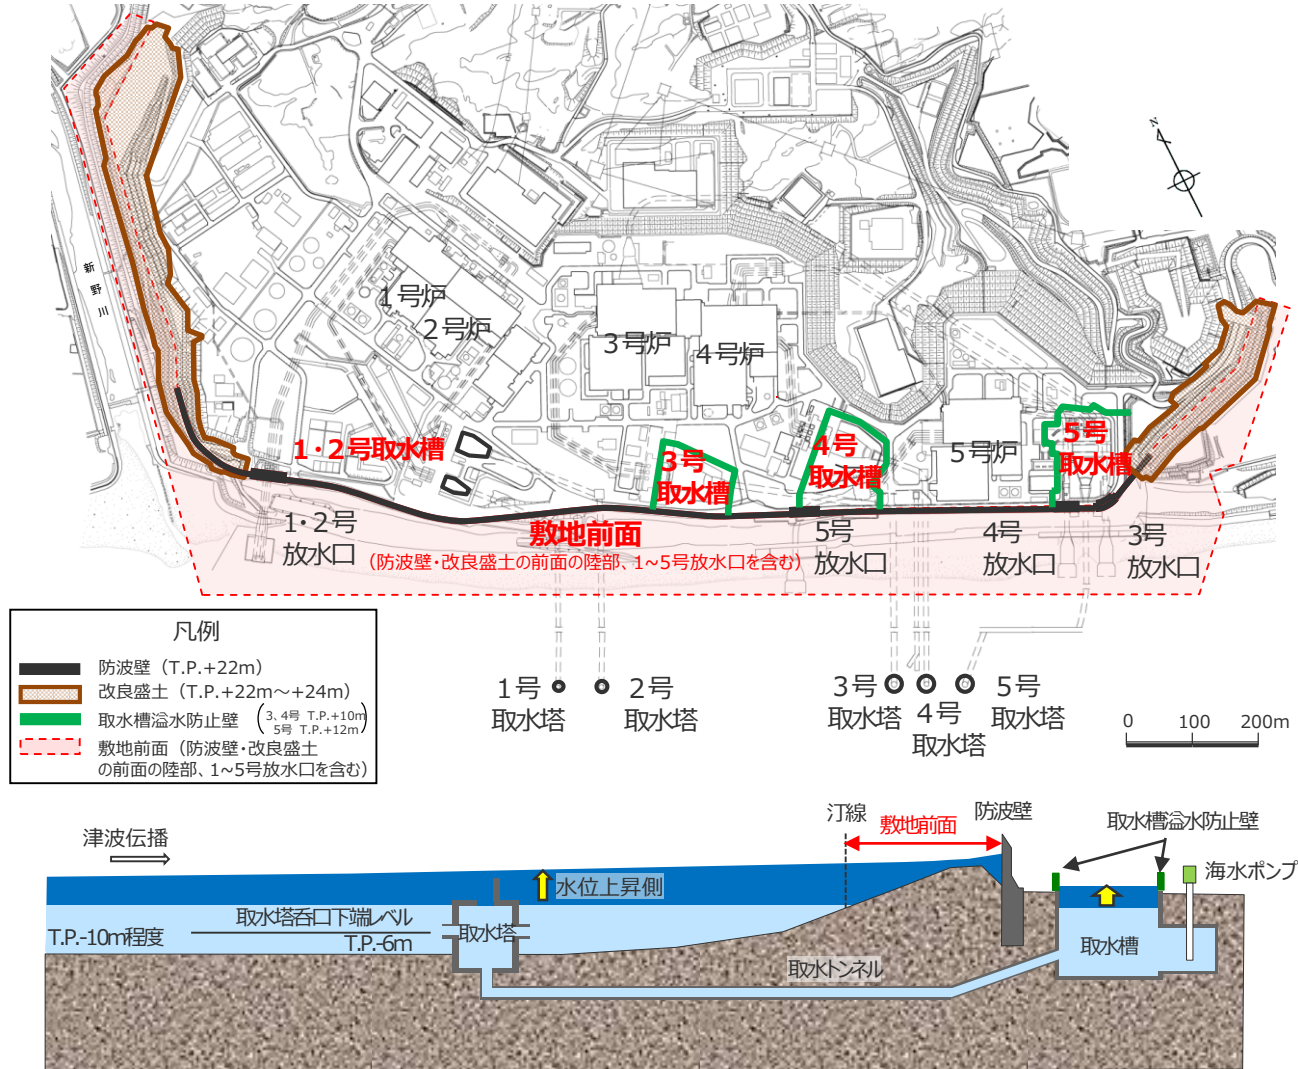 N
新野川
1号炉
2号炉
3号炉
4号炉
5号炉
1・2号取水槽
3号
取水槽
4号
取水槽
5号
取水槽
1・2号
放水口
敷地前面
(防波壁・改良盛土の前面の陸部、1~5号放水口を含む)
5号
放水口
4号
放水口
3号
放水口
凡例
防波壁（T.P.+22m）
改良盛土（T.P.+22m～+24m）
取水槽溢水防止壁（3、4号 T.P.+10m
5号 T.P.+12m）
敷地前面（防波壁・改良盛土
の前面の陸部、1~5号放水口を含む）
1号
取水塔
2号
取水塔
3号
取水塔
4号
取水塔
5号
取水塔
0 100 200m
津波伝播
汀線
敷地前面
防波壁
取水槽溢水防止壁
海水ポンプ
水位上昇側
取水塔呑口下端レベル
T.P.-10m程度
T.P.-6m
取水塔
取水トンネル
取水槽